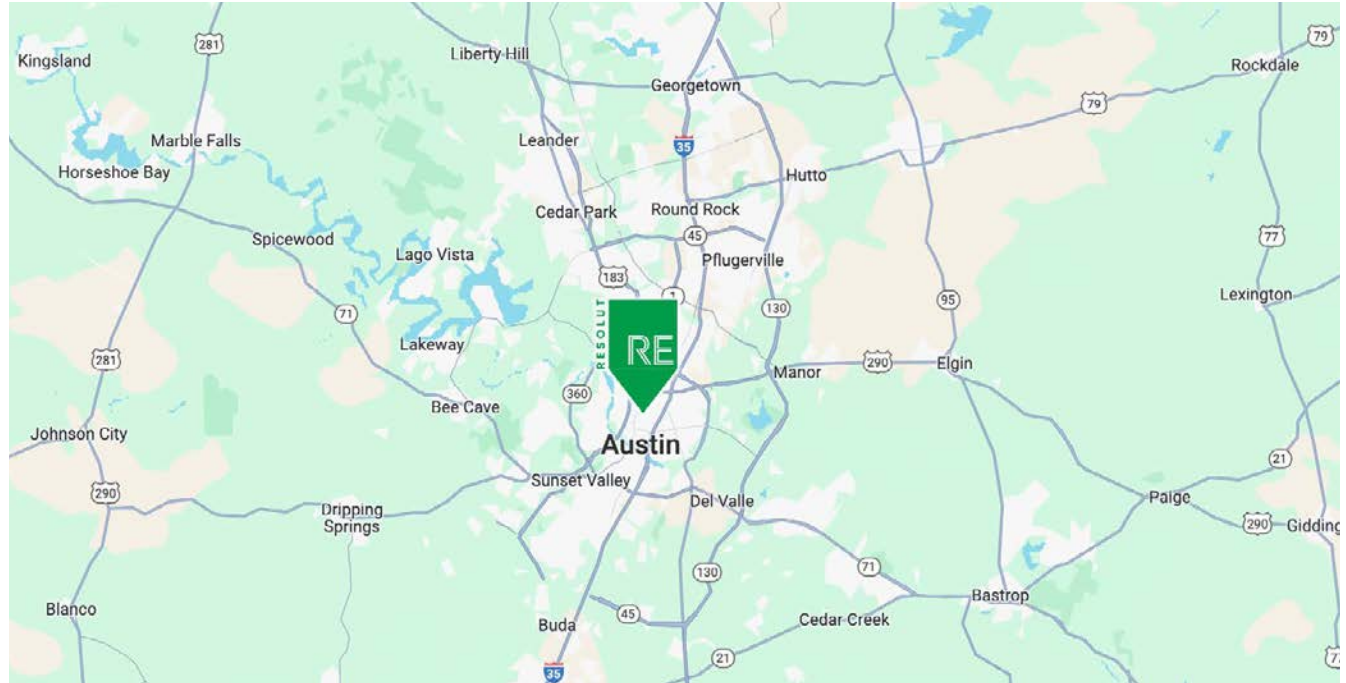 281
79
Liberty Hill
Kingsland
Rockdale
Georgetown
79
Marble Falls
Leander
35
Horseshoe Bay
Hutto
Cedar Park
Round Rock
Spicewood
45
77
Lago Vista
Pflugerville
183
Lexington
1
95
71
130
RESOLUT
RE
Lakeway
281
Manor
290
Elgin
360
Bee Cave
Johnson City
Austin
21
Sunset Valley
290
Del Valle
Paige
Dripping
Springs
290
Gidding
130
71
Bastrop
Blanco
45
Cedar Creek
Buda
21
35
77